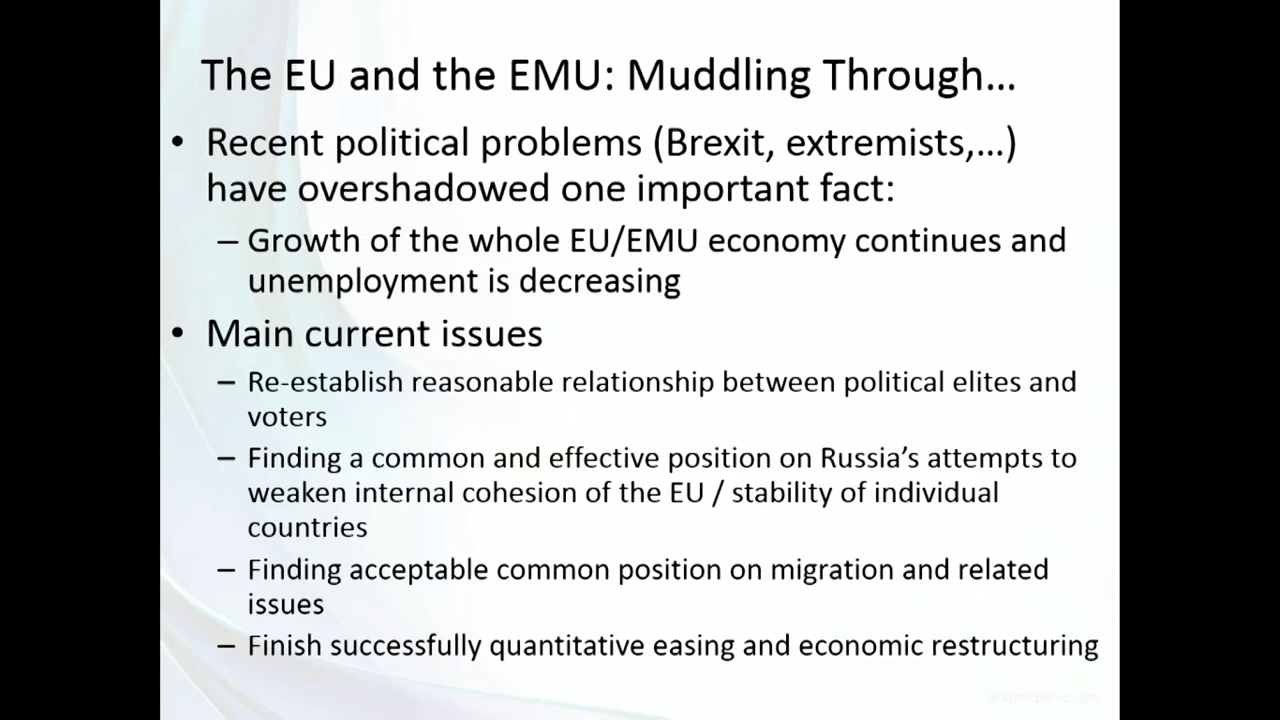 The EU and the EMU: Muddling Through...
• Recent political problems (Brexit, extremists,...)
have overshadowed one important fact:
– Growth of the whole EU/EMU economy continues and
unemployment is decreasing
• Main current issues
– Re-establish reasonable relationship between political elites and
voters
– Finding a common and effective position on Russia's attempts to
weaken internal cohesion of the EU / stability of individual
countries
– Finding acceptable common position on migration and related
issues
– Finish successfully quantitative easing and economic restructuring